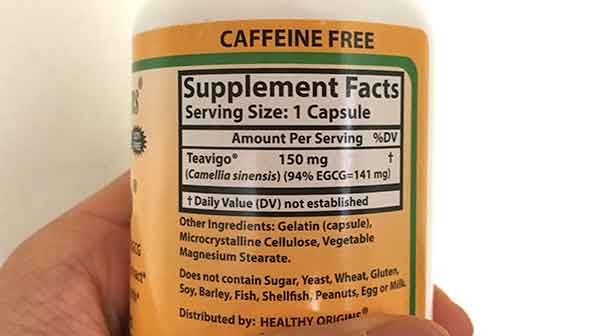 CAFFEINE FREE
Supplement Facts
Serving Size: 1 Capsule
Amount Per Serving %DV
Teavigo® 150 mg †
(Camellia sinensis) (94% EGCG=141 mg)
† Daily Value (DV) not established
Other Ingredients: Gelatin (capsule),
Microcrystalline Cellulose, Vegetable
Magnesium Stearate.
Does not contain Sugar, Yeast, Wheat, Gluten,
Soy, Barley, Fish, Shellfish, Peanuts, Egg or Milk.
Distributed by: HEALTHY ORIGINS®